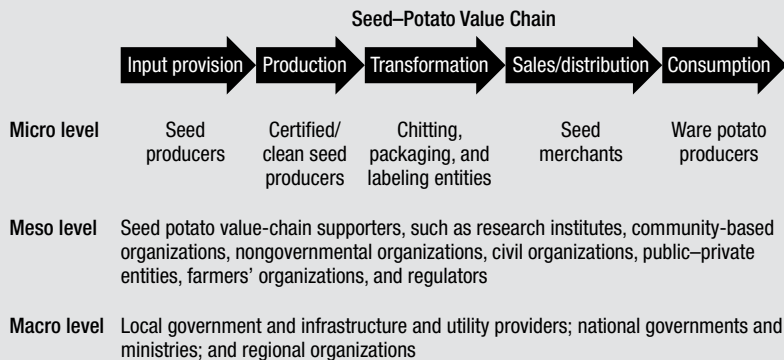 Seed–Potato Value Chain
Input provision Production Transformation Sales/distribution Consumption
Micro level Seed producers Certified/ clean seed producers Chitting, packaging, and labeling entities Seed merchants Ware potato producers
Meso level Seed potato value-chain supporters, such as research institutes, community-based
organizations, nongovernmental organizations, civil organizations, public–private
entities, farmers’ organizations, and regulators
Macro level Local government and infrastructure and utility providers; national governments and
ministries; and regional organizations